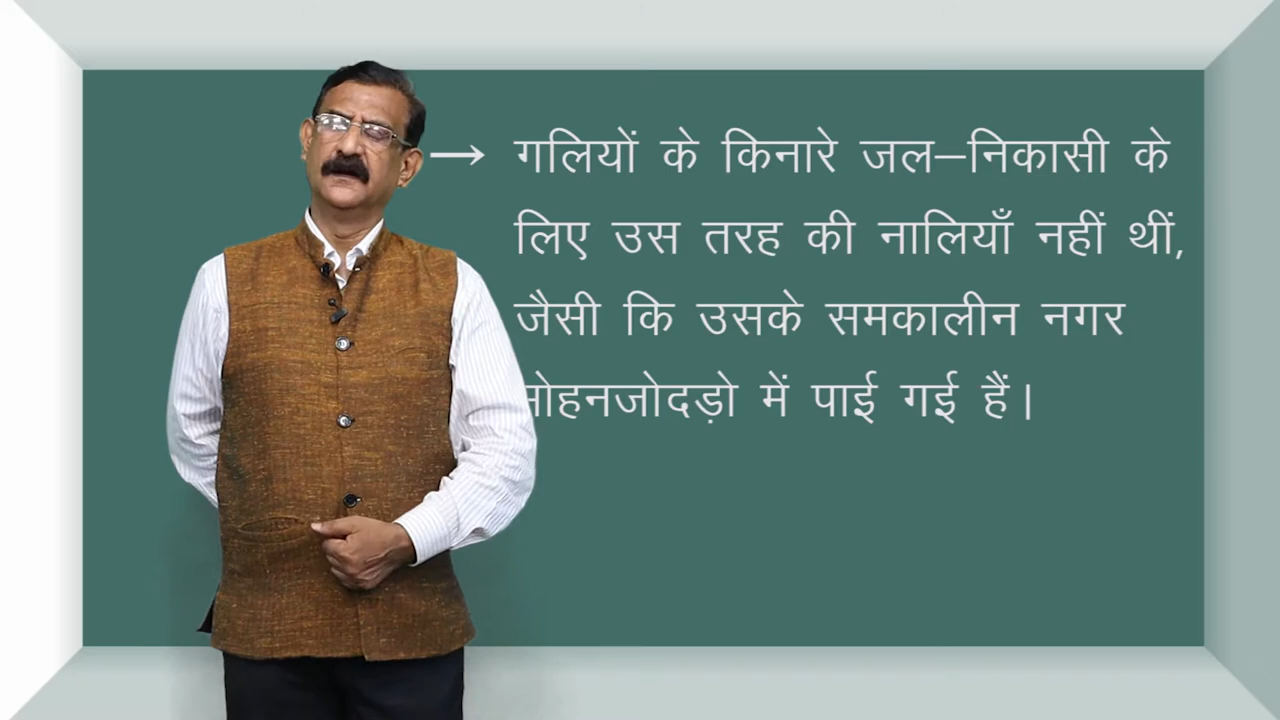 → गलियों के किनारे जल–निकासी के
लिए उस तरह की नालियाँ नहीं थीं,
जैसी कि उसके समकालीन नगर
मोहनजोदड़ो में पाई गई हैं।